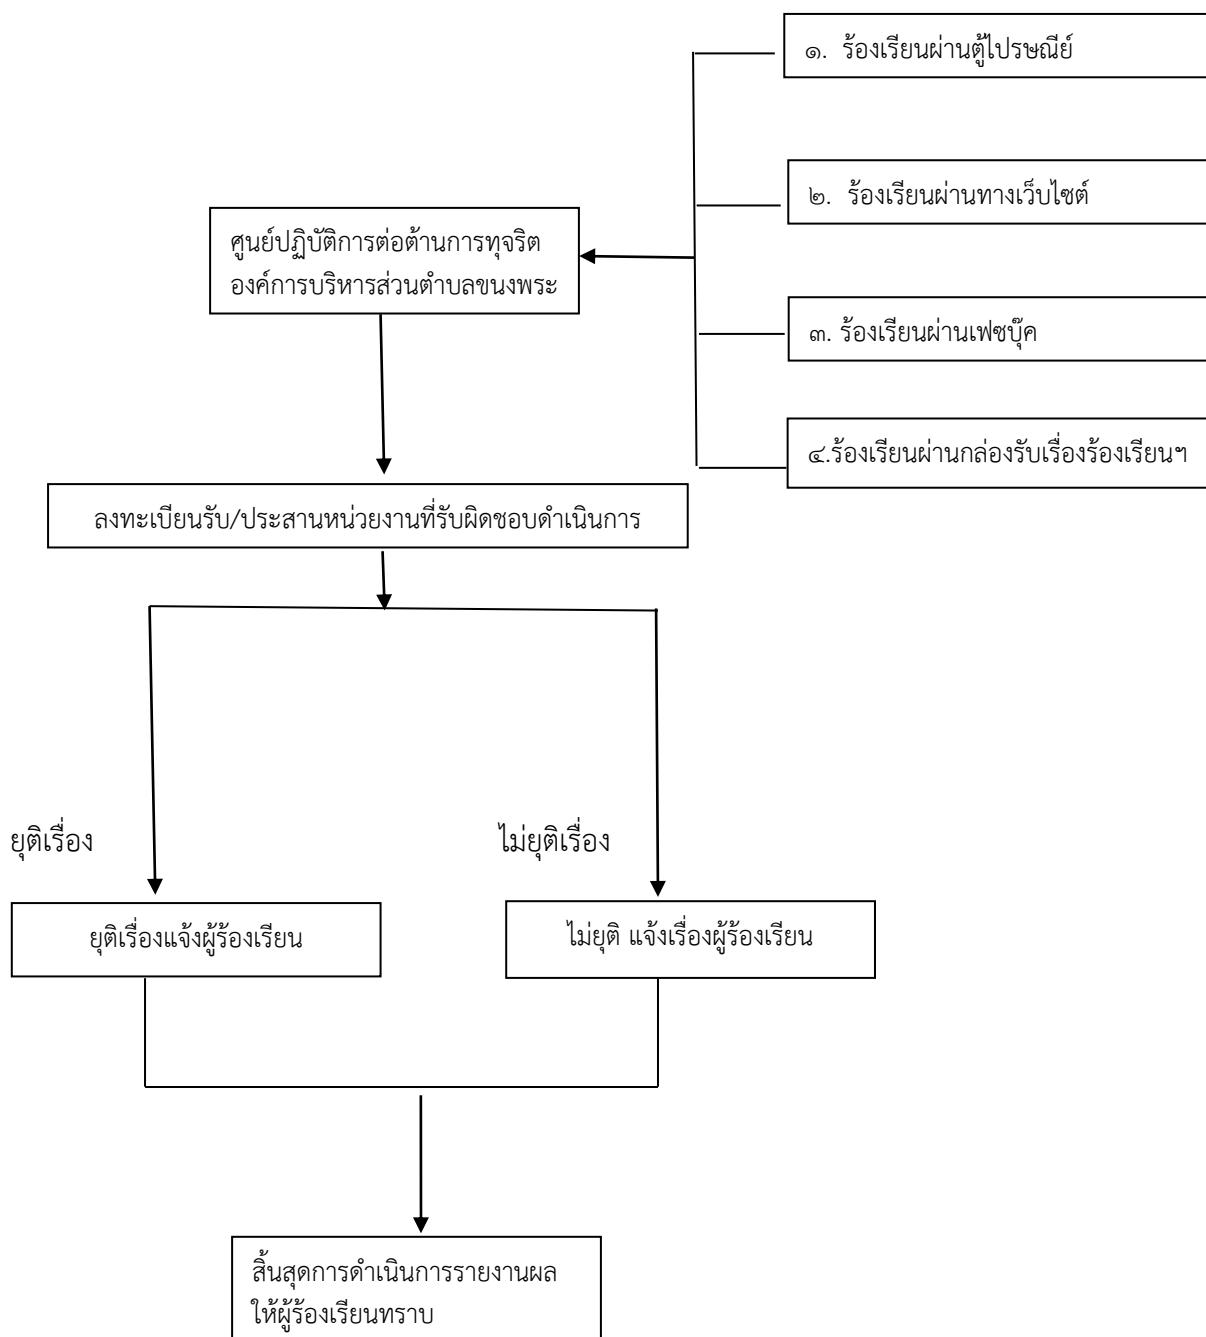 ๑. ร้องเรียนผ่านตู้ไปรษณีย์
๒. ร้องเรียนผ่านทางเว็บไซต์
ศูนย์ปฏิบัติการต่อต้านการทุจริต
องค์การบริหารส่วนตำบลขนงพระ
๓. ร้องเรียนผ่านเฟซบุ๊ค
๔.ร้องเรียนผ่านกล่องรับเรื่องร้องเรียนฯ
ลงทะเบียนรับ/ประสานหน่วยงานที่รับผิดชอบดำเนินการ
ยุติเรื่อง
ไม่ยุติเรื่อง
ยุติเรื่องแจ้งผู้ร้องเรียน
ไม่ยุติ แจ้งเรื่องผู้ร้องเรียน
สิ้นสุดการดำเนินการรายงานผล
ให้ผู้ร้องเรียนทราบ